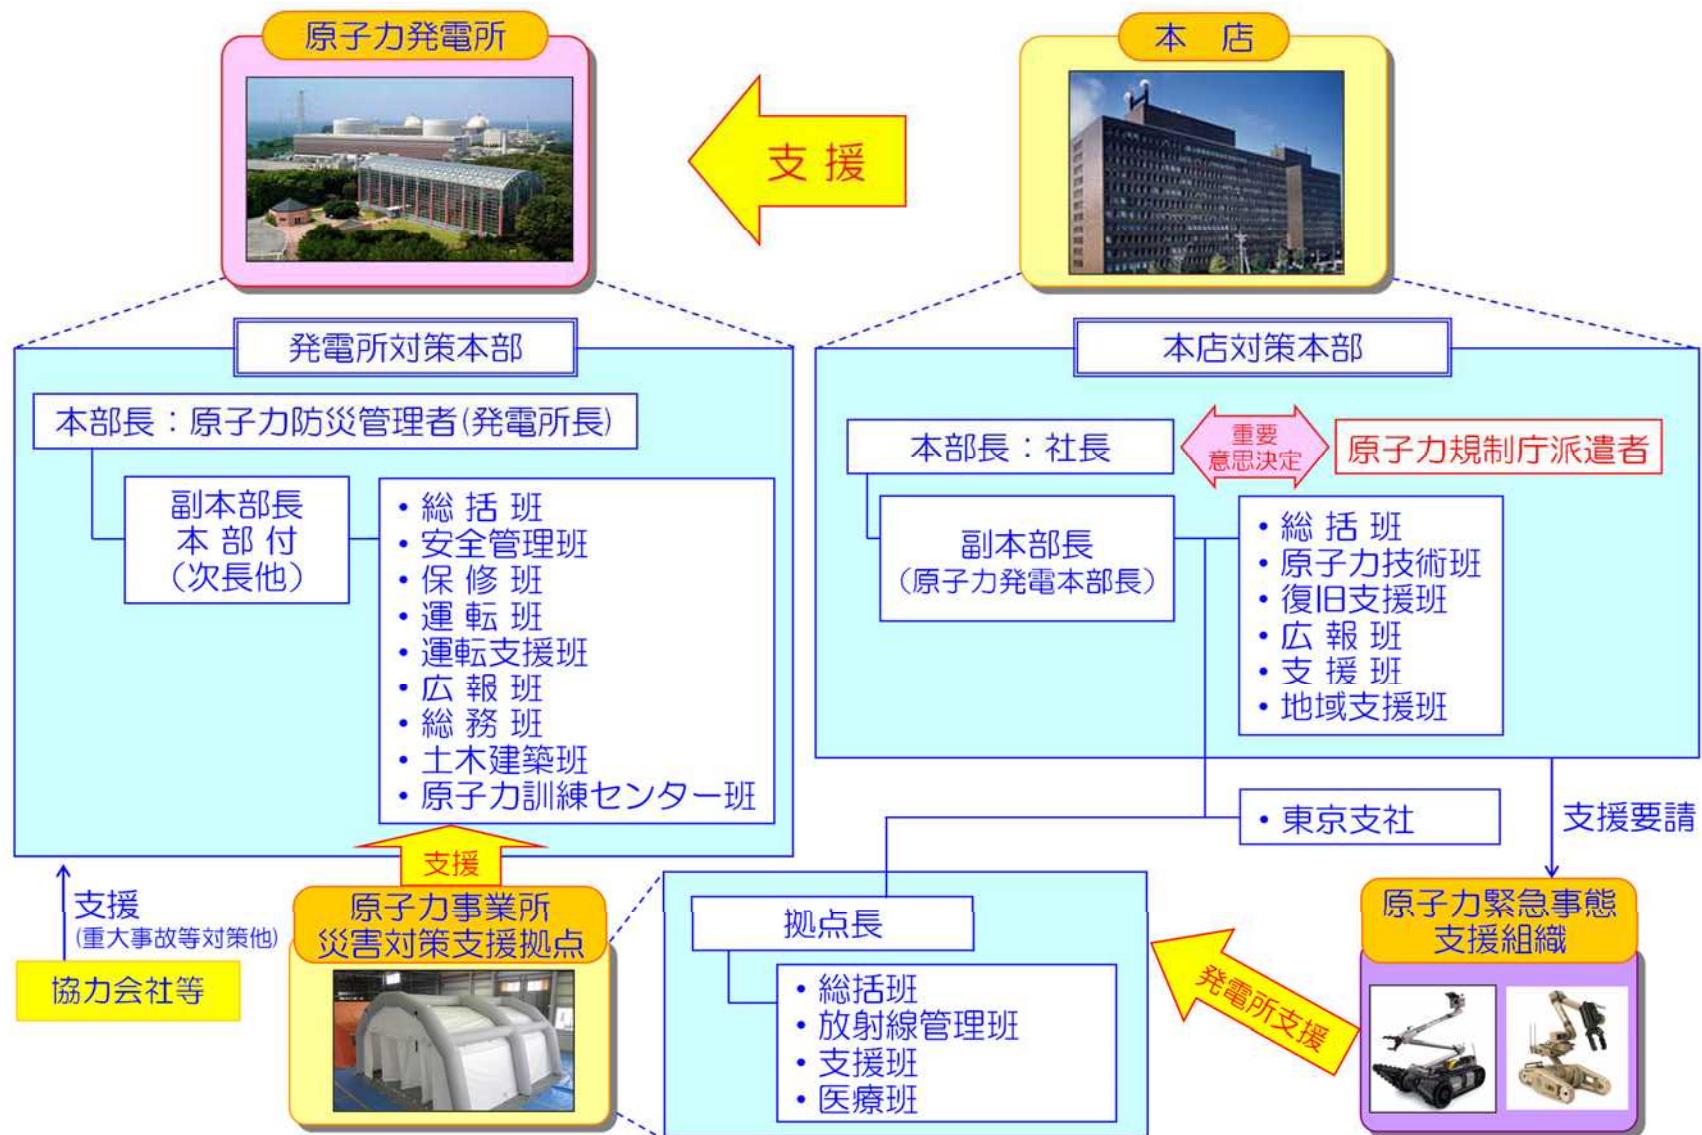 原子力発電所
本 店
支 援
発電所対策本部
本部長：原子力防災管理者(発電所長)
副本部長
本 部 付
（次長他）
・総 括 班
・安全管理班
・保 修 班
・運 転 班
・運転支援班
・広 報 班
・総 務 班
・土木建築班
・原子力訓練センター班
本店対策本部
本部長：社長
重要
意思決定
原子力規制庁派遣者
副本部長
（原子力発電本部長）
・総 括 班
・原子力技術班
・復旧支援班
・広 報 班
・支 援 班
・地域支援班
・東京支社
支援要請
支援
(重大事故等対策他)
協力会社等
支援
原子力事業所
災害対策支援拠点
拠点長
・総括班
・放射線管理班
・支援班
・医療班
発電所支援
原子力緊急事態
支援組織